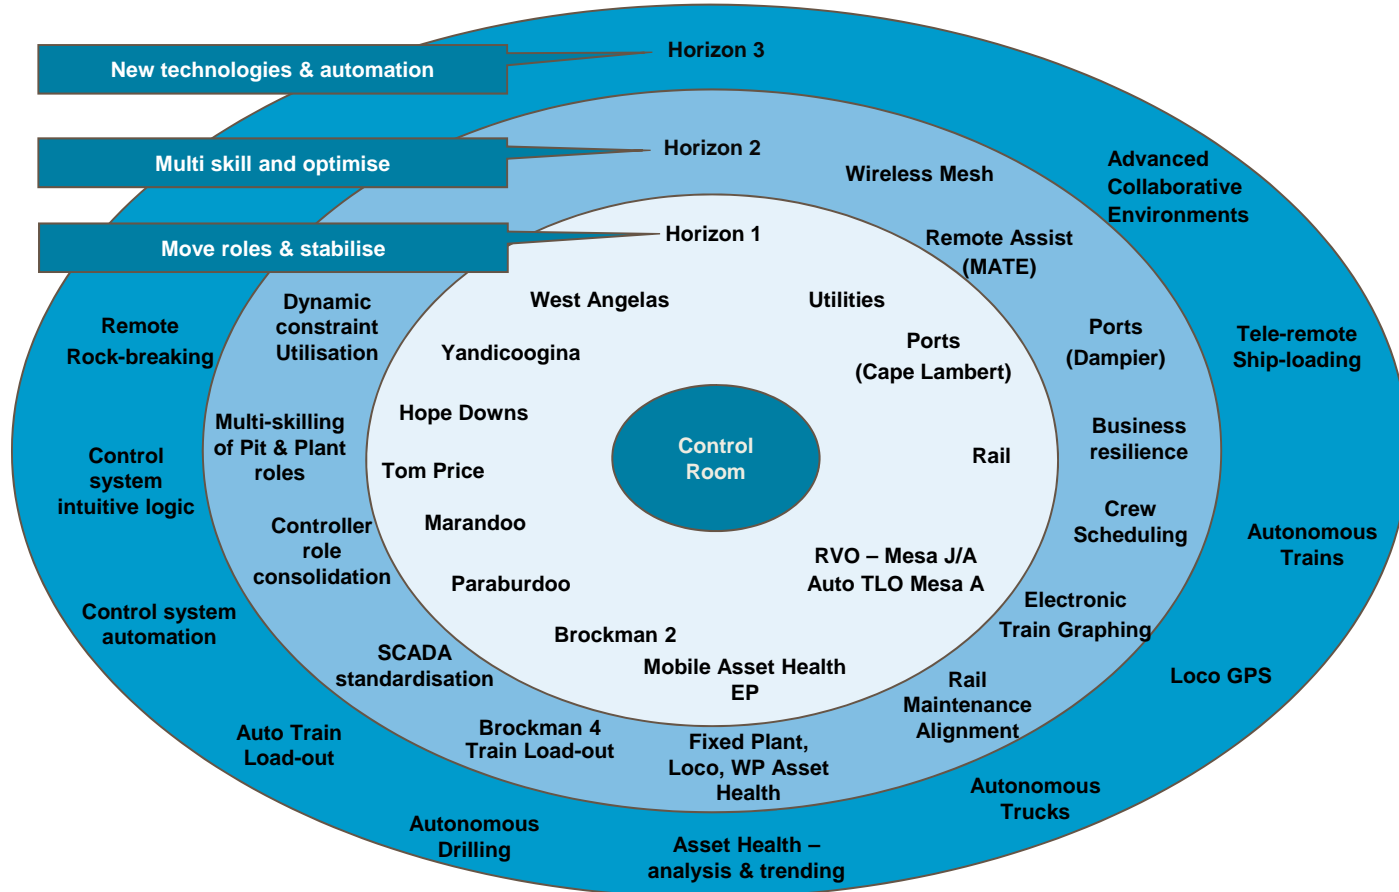 New technologies & automation
Horizon 3
Multi skill and optimise
Horizon 2
Move roles & stabilise
Horizon 1
Wireless Mesh
Advanced
Collaborative
Environments
Remote Assist
(MATE)
West Angelas
Utilities
Dynamic
constraint
Utilisation
Remote
Rock-breaking
Yandicoogina
Ports
(Cape Lambert)
Ports
(Dampier)
Tele-remote
Ship-loading
Hope Downs
Multi-skilling
of Pit & Plant
roles
Control
Room
Business
resilience
Control
system
intuitive logic
Tom Price
Rail
Marandoo
Crew
Scheduling
Controller
role
consolidation
Autonomous
Trains
RVO – Mesa J/A
Auto TLO Mesa A
Paraburdoo
Control system
automation
Electronic
Train Graphing
Brockman 2
SCADA
standardisation
Mobile Asset Health
EP
Loco GPS
Rail
Maintenance
Alignment
Auto Train
Load-out
Brockman 4
Train Load-out
Fixed Plant,
Loco, WP Asset
Health
Autonomous
Trucks
Autonomous
Drilling
Asset Health –
analysis & trending